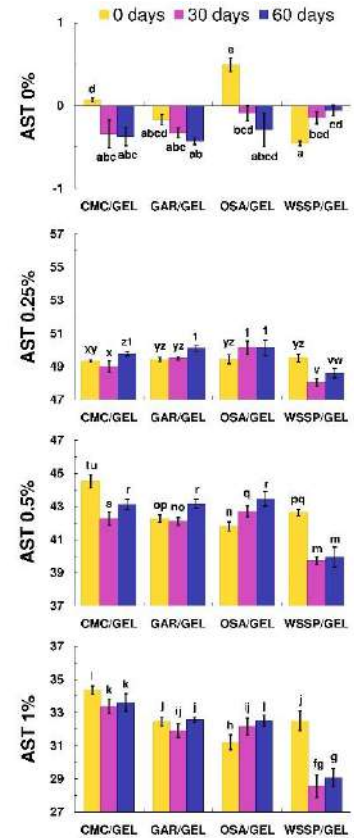 0 days 30 days 60 days
AST 0%
1
0
-1
d
abc
abc
abcd
abc
ab
e
bcd
abcd
a
bcd
cd
CMC/GEL GAR/GEL OSA/GEL WSSP/GEL
AST 0.25%
57
55
53
51
49
47
xy
x
z1
yz
yz
1
yz
1
1
yz
v
vw
CMC/GEL GAR/GEL OSA/GEL WSSP/GEL
AST 0.5%
45
43
41
39
37
tu
s
r
op
no
r
n
q
r
pq
m
m
CMC/GEL GAR/GEL OSA/GEL WSSP/GEL
AST 1%
37
35
33
31
29
27
l
k
k
j
ij
j
h
ij
j
fg
g
CMC/GEL GAR/GEL OSA/GEL WSSP/GEL